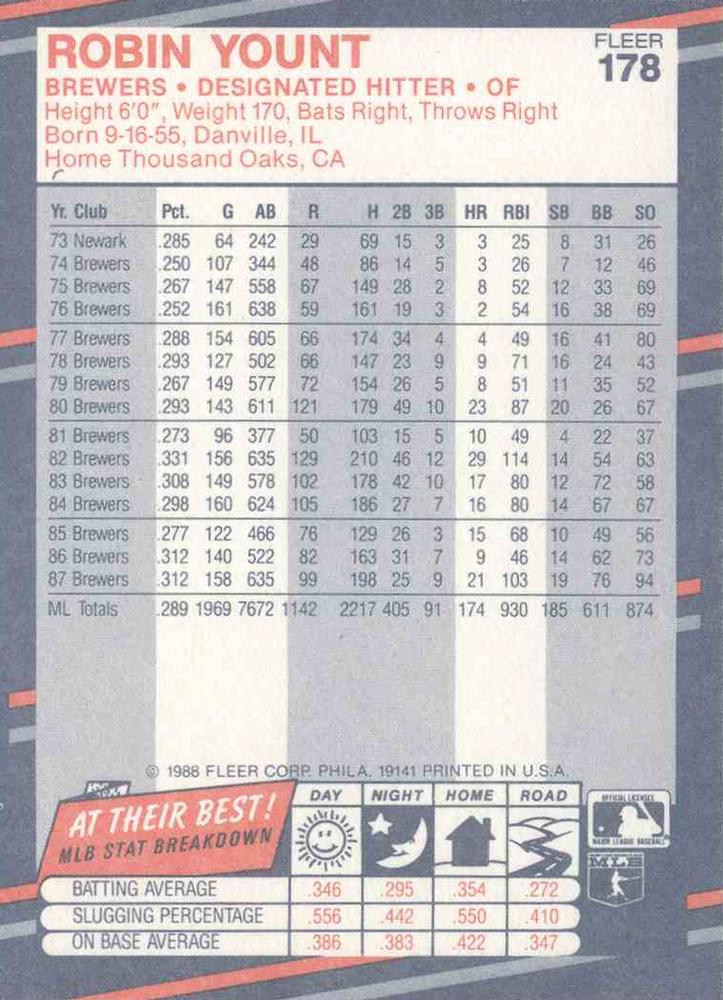 ROBIN YOUNT
FLEER
178
BREWERS • DESIGNATED HITTER • OF
Height 6'0", Weight 170, Bats Right, Throws Right
Born 9-16-55, Danville, IL
Home Thousand Oaks, CA
Yr. Club Pct. G AB R H 2B 3B HR RBI SB BB SO
73 Newark .285 64 242 29 69 15 3 3 25 8 31 26
74 Brewers .250 107 344 48 86 14 5 3 26 7 12 46
75 Brewers .267 147 558 67 149 28 2 8 52 12 33 69
76 Brewers .252 161 638 59 161 19 3 2 54 16 38 69
77 Brewers .288 154 605 66 174 34 4 4 49 16 41 80
78 Brewers .293 127 502 66 147 23 9 9 71 16 24 43
79 Brewers .267 149 577 72 154 26 5 8 51 11 35 52
80 Brewers .293 143 611 121 179 49 10 23 87 20 26 67
81 Brewers .273 96 377 50 103 15 5 10 49 4 22 37
82 Brewers .331 156 635 129 210 46 12 29 114 14 54 63
83 Brewers .308 149 578 102 178 42 10 17 80 12 72 58
84 Brewers .298 160 624 105 186 27 7 16 80 14 67 67
85 Brewers .277 122 466 76 129 26 3 15 68 10 49 56
86 Brewers .312 140 522 82 163 31 7 9 46 14 62 73
87 Brewers .312 158 635 99 198 25 9 21 103 19 76 94
ML Totals .289 1969 7672 1142 2217 405 91 174 930 185 611 874
© 1988 FLEER CORP. PHILA. 19141 PRINTED IN U.S.A.
AT THEIR BEST!
MLB STAT BREAKDOWN
DAY NIGHT HOME ROAD
OFFICIAL LICENSEE
MAJOR LEAGUE BASEBALL
MLB
BATTING AVERAGE .346 .295 .354 .272
SLUGGING PERCENTAGE .556 .442 .550 .410
ON BASE AVERAGE .386 .383 .422 .347